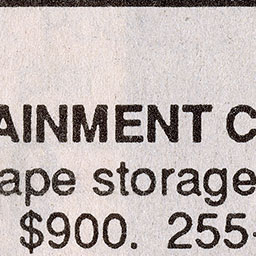 AINMENT C
ape storage
$900. 255-